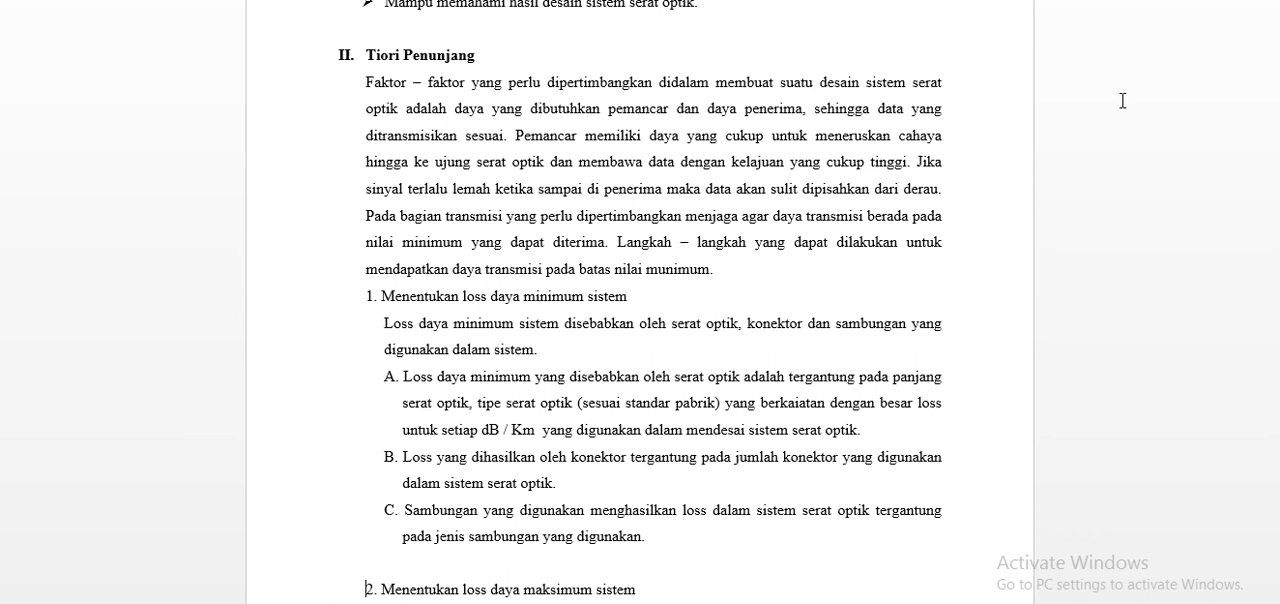 ➢ Mampu memahami hasil desain sistem serat optik.
II. Tiori Penunjang
Faktor – faktor yang perlu dipertimbangkan didalam membuat suatu desain sistem serat
optik adalah daya yang dibutuhkan pemancar dan daya penerima, sehingga data yang
ditransmisikan sesuai. Pemancar memiliki daya yang cukup untuk meneruskan cahaya
hingga ke ujung serat optik dan membawa data dengan kelajuan yang cukup tinggi. Jika
sinyal terlalu lemah ketika sampai di penerima maka data akan sulit dipisahkan dari derau.
Pada bagian transmisi yang perlu dipertimbangkan menjaga agar daya transmisi berada pada
nilai minimum yang dapat diterima. Langkah – langkah yang dapat dilakukan untuk
mendapatkan daya transmisi pada batas nilai munimum.
1. Menentukan loss daya minimum sistem
Loss daya minimum sistem disebabkan oleh serat optik, konektor dan sambungan yang
digunakan dalam sistem.
A. Loss daya minimum yang disebabkan oleh serat optik adalah tergantung pada panjang
serat optik, tipe serat optik (sesuai standar pabrik) yang berkaiatan dengan besar loss
untuk setiap dB / Km yang digunakan dalam mendesai sistem serat optik.
B. Loss yang dihasilkan oleh konektor tergantung pada jumlah konektor yang digunakan
dalam sistem serat optik.
C. Sambungan yang digunakan menghasilkan loss dalam sistem serat optik tergantung
pada jenis sambungan yang digunakan.
2. Menentukan loss daya maksimum sistem
Activate Windows
Go to PC settings to activate Windows.